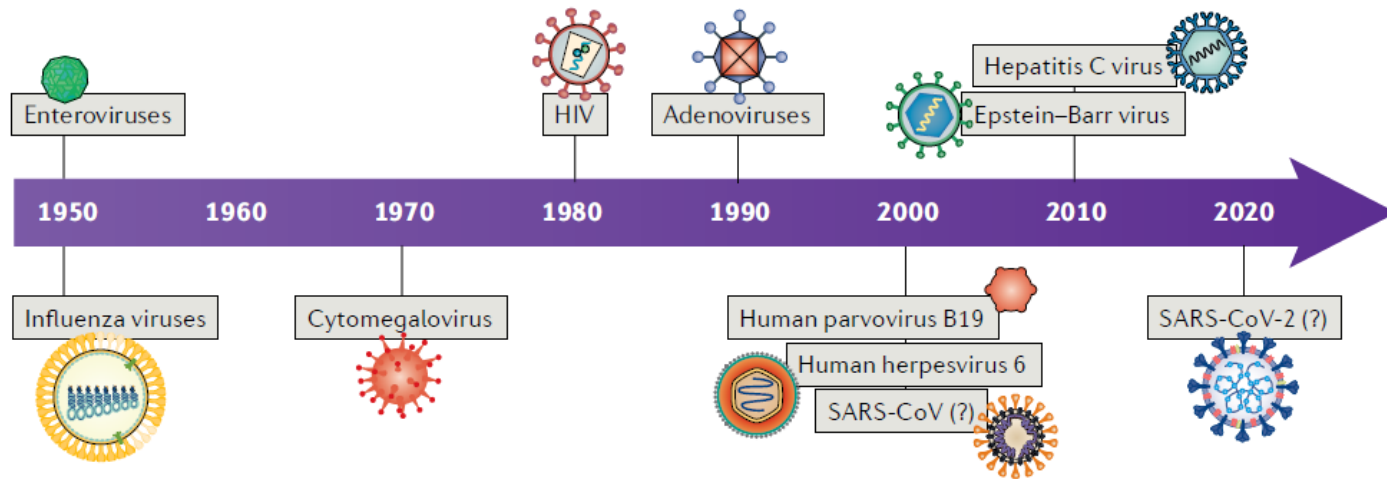 Enteroviruses
HIV
Adenoviruses
Hepatitis C virus
Epstein–Barr virus
1950 1960 1970 1980 1990 2000 2010 2020
Influenza viruses
Cytomegalovirus
Human parvovirus B19
Human herpesvirus 6
SARS-CoV (?)
SARS-CoV-2 (?)